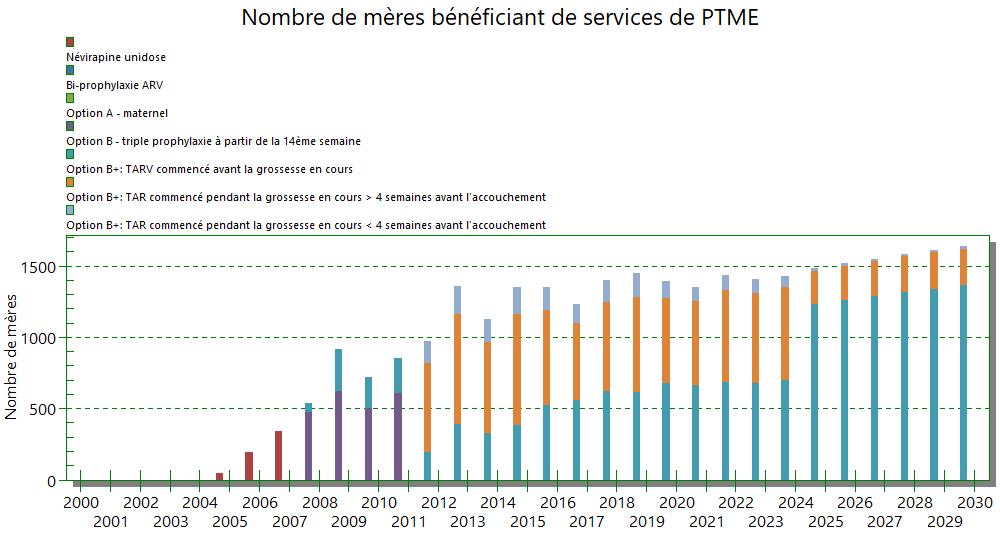 Nombre de mères bénéficiant de services de PTME
Névirapine unidose
Bi-prophylaxie ARV
Option A - maternel
Option B - triple prophylaxie à partir de la 14ème semaine
Option B+: TARV commencé avant la grossesse en cours
Option B+: TAR commencé pendant la grossesse en cours > 4 semaines avant l'accouchement
Option B+: TAR commencé pendant la grossesse en cours < 4 semaines avant l'accouchement
Nombre de mères
1500
1000
500
0
2000 2002 2004 2006 2008 2010 2012 2014 2016 2018 2020 2022 2024 2026 2028 2030
2001 2003 2005 2007 2009 2011 2013 2015 2017 2019 2021 2023 2025 2027 2029